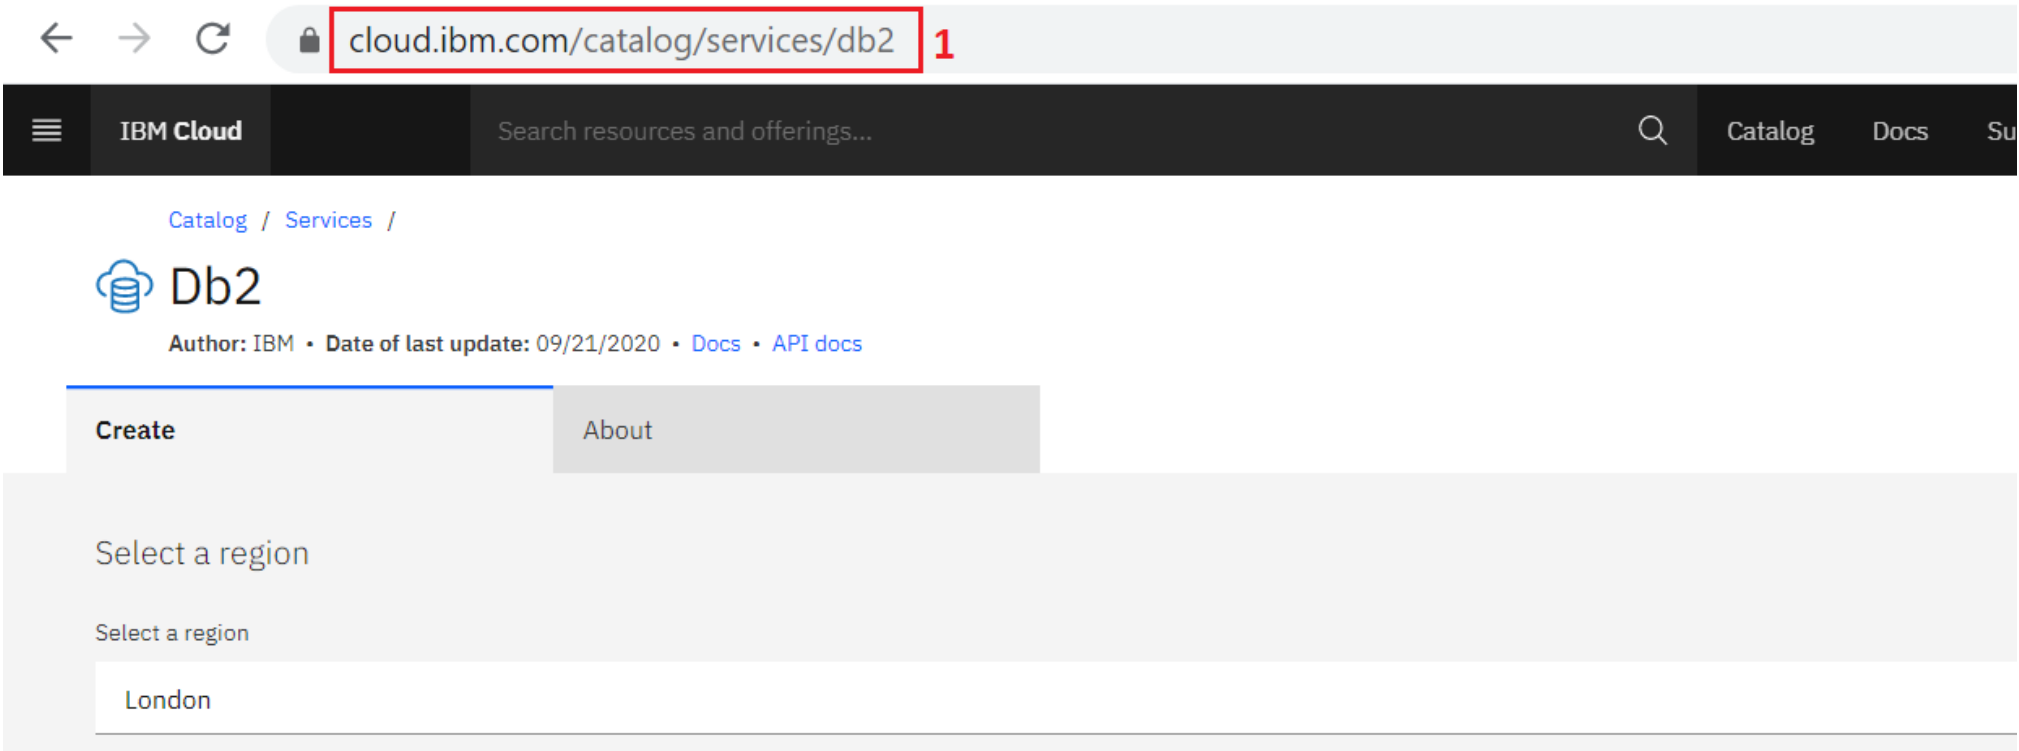 cloud.ibm.com/catalog/services/db2 1
IBM Cloud Search resources and offerings... Catalog Docs Su
Catalog / Services /
Db2
Author: IBM • Date of last update: 09/21/2020 • Docs • API docs
Create About
Select a region
Select a region
London